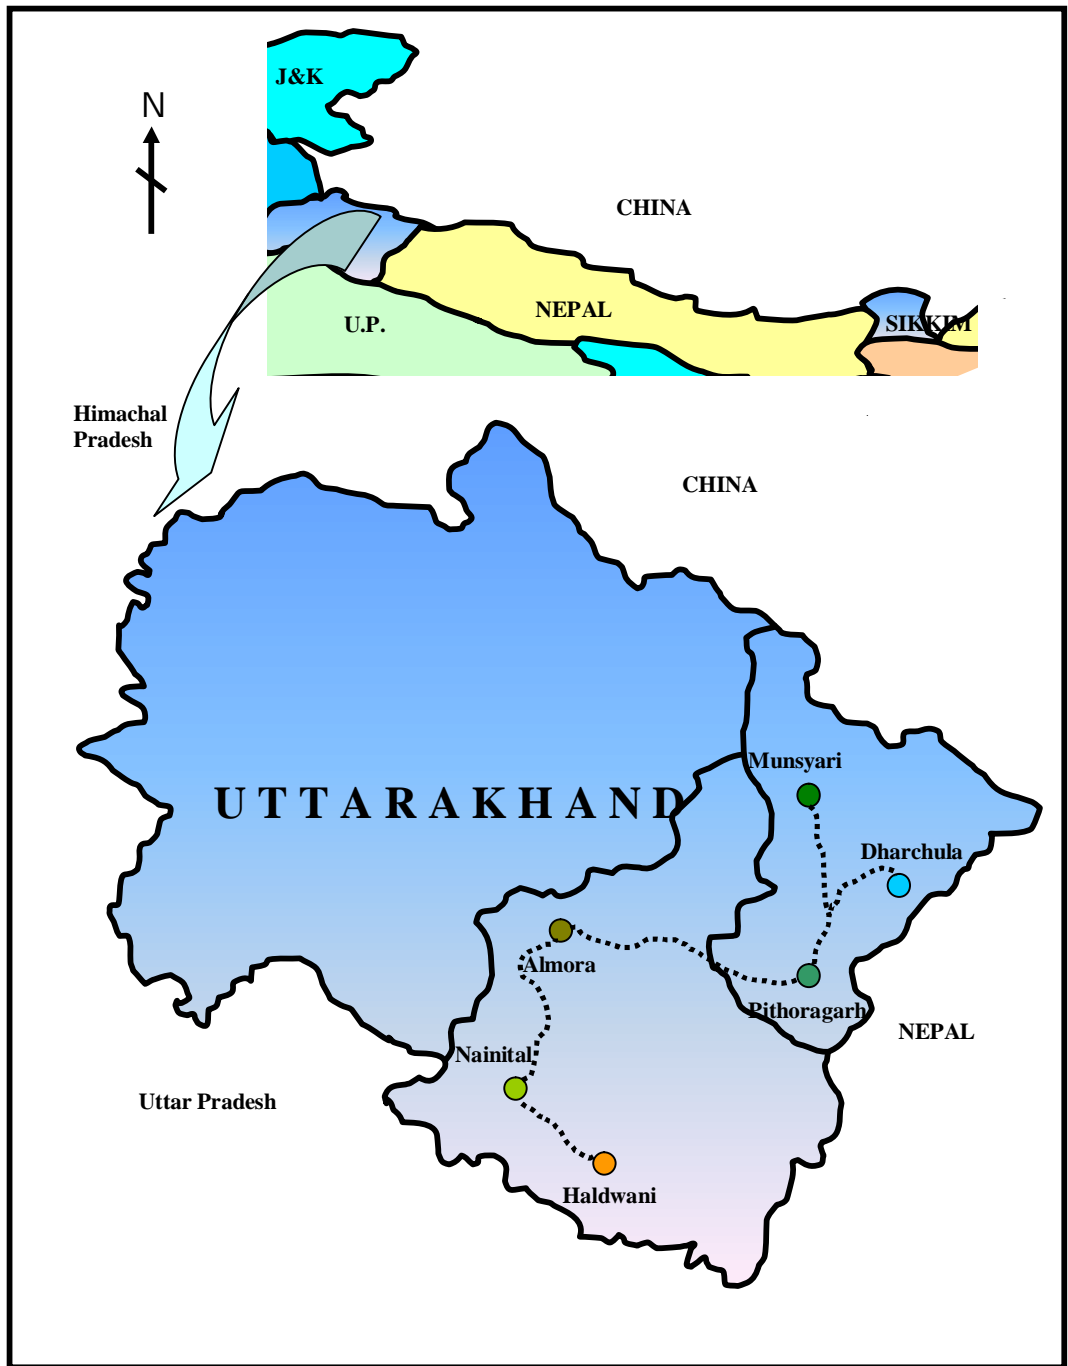 J&K
N
CHINA
NEPAL
U.P.
SIKKIM
Himachal
Pradesh
CHINA
Munsyari
UTTARAKHAND
Dharchula
Almora
Pithoragarh
NEPAL
Nainital
Uttar Pradesh
Haldwani